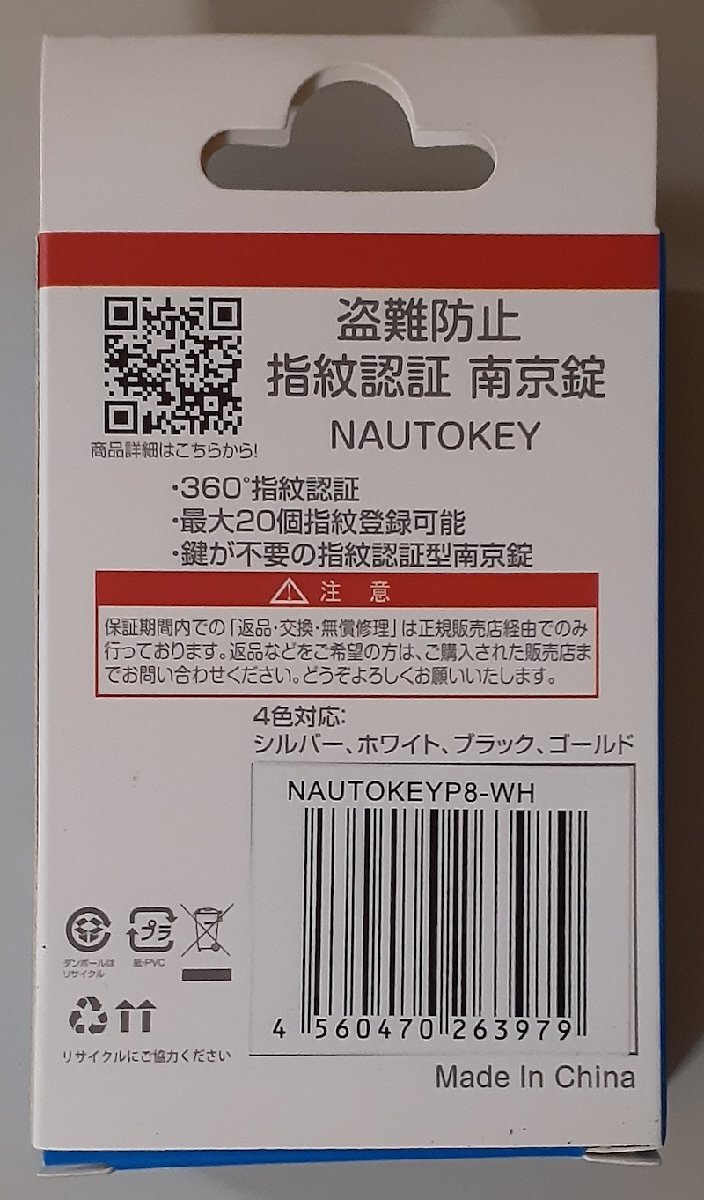 盗難防止
指紋認証 南京錠
NAUTOKEY
商品詳細はこちらから!
・360°指紋認証
・最大20個指紋登録可能
・鍵が不要の指紋認証型南京錠
注 意
保証期間内での「返品・交換・無償修理」は正規販売店経由でのみ
行っております。返品などをご希望の方は、ご購入された販売店ま
でお問い合わせください。どうぞよろしくお願いいたします。
4色対応:
シルバー、ホワイト、ブラック、ゴールド
NAUTOKEYP8-WH
4 560470 263979
Made In China
プラ
ダンボールは
リサイクル
紙・PVC
リサイクルにご協力ください